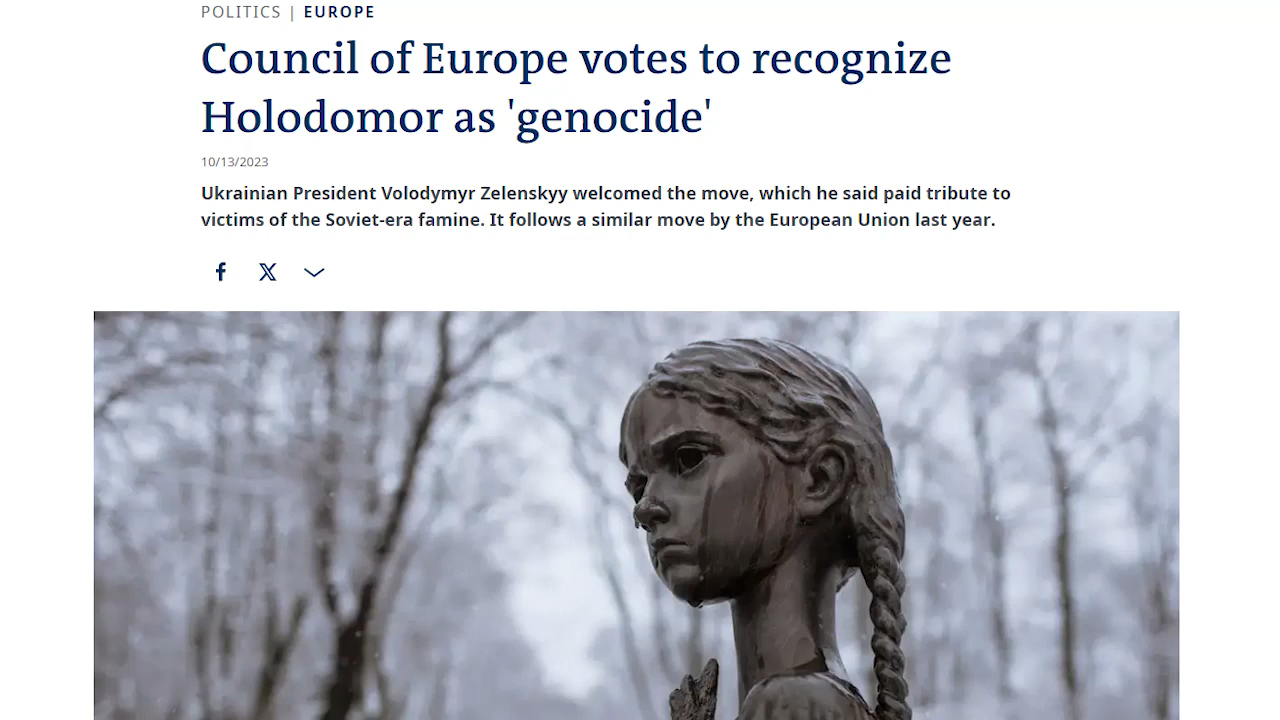 POLITICS | EUROPE
Council of Europe votes to recognize
Holodomor as 'genocide'
10/13/2023
Ukrainian President Volodymyr Zelenskyy welcomed the move, which he said paid tribute to
victims of the Soviet-era famine. It follows a similar move by the European Union last year.